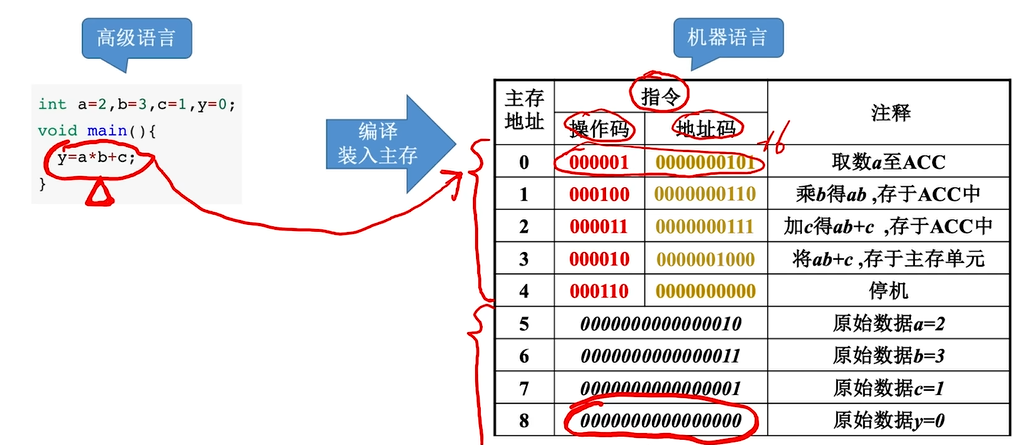 高级语言
机器语言
int a=2,b=3,c=1,y=0;
void main(){
y=a*b+c;
}
编译
装入主存
主存地址 指令 注释
操作码 地址码
16
0 000001 0000000101 取数a至ACC
1 000100 0000000110 乘b得ab ,存于ACC中
2 000011 0000000111 加c得ab+c ,存于ACC中
3 000010 0000001000 将ab+c ,存于主存单元
4 000110 0000000000 停机
5 0000000000000010 原始数据a=2
6 0000000000000011 原始数据b=3
7 0000000000000001 原始数据c=1
8 0000000000000000 原始数据y=0